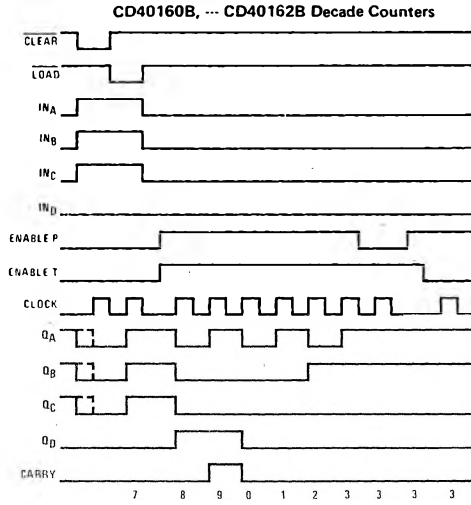 CD40160B, --- CD40162B Decade Counters
CLEAR
LOAD
INA
INB
INC
IND
ENABLE P
ENABLE T
CLOCK
QA
QB
QC
QD
CARRY
7 8 9 0 1 2 3 3 3 3